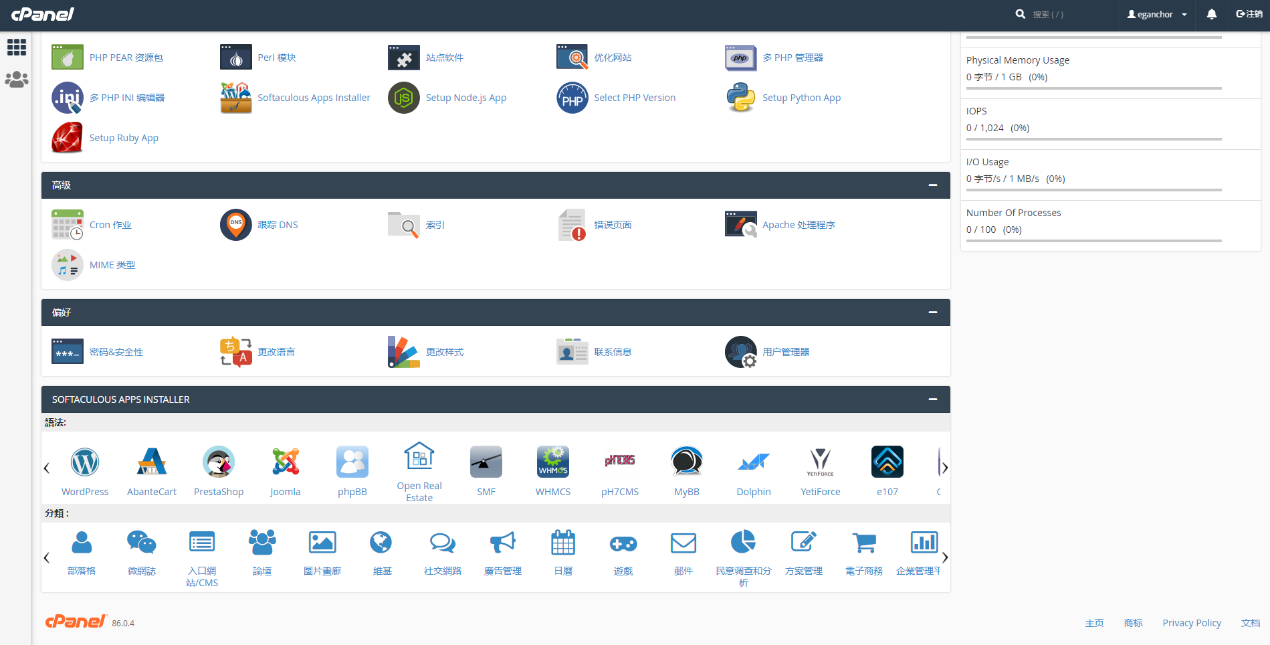 cPanel
搜索 ( / )
eganchor
注銷
PHP PEAR 资源包
Perl 模块
站点软件
优化网站
多 PHP 管理器
多 PHP INI 编辑器
Softaculous Apps Installer
Setup Node.js App
Select PHP Version
Setup Python App
Setup Ruby App
高级
Cron 作业
跟踪 DNS
索引
错误页面
Apache 处理程序
MIME 类型
偏好
密码&安全性
更改语言
更改样式
联系信息
用户管理器
SOFTACULOUS APPS INSTALLER
語法:
WordPress
AbanteCart
PrestaShop
Joomla
phpBB
Open Real
Estate
SMF
WHMCS
pH7CMS
MyBB
Dolphin
YetiForce
e107
分類 :
部落格
微網誌
入口網
站/CMS
論壇
圖片畫廊
維基
社交網路
廣告管理
日曆
遊戲
郵件
民意調查和分
析
方案管理
電子商務
企業管理平
Physical Memory Usage
0 字节 / 1 GB (0%)
IOPS
0 / 1,024 (0%)
I/O Usage
0 字节/s / 1 MB/s (0%)
Number Of Processes
0 / 100 (0%)
cPanel 86.0.4
主页
商标
Privacy Policy
文档